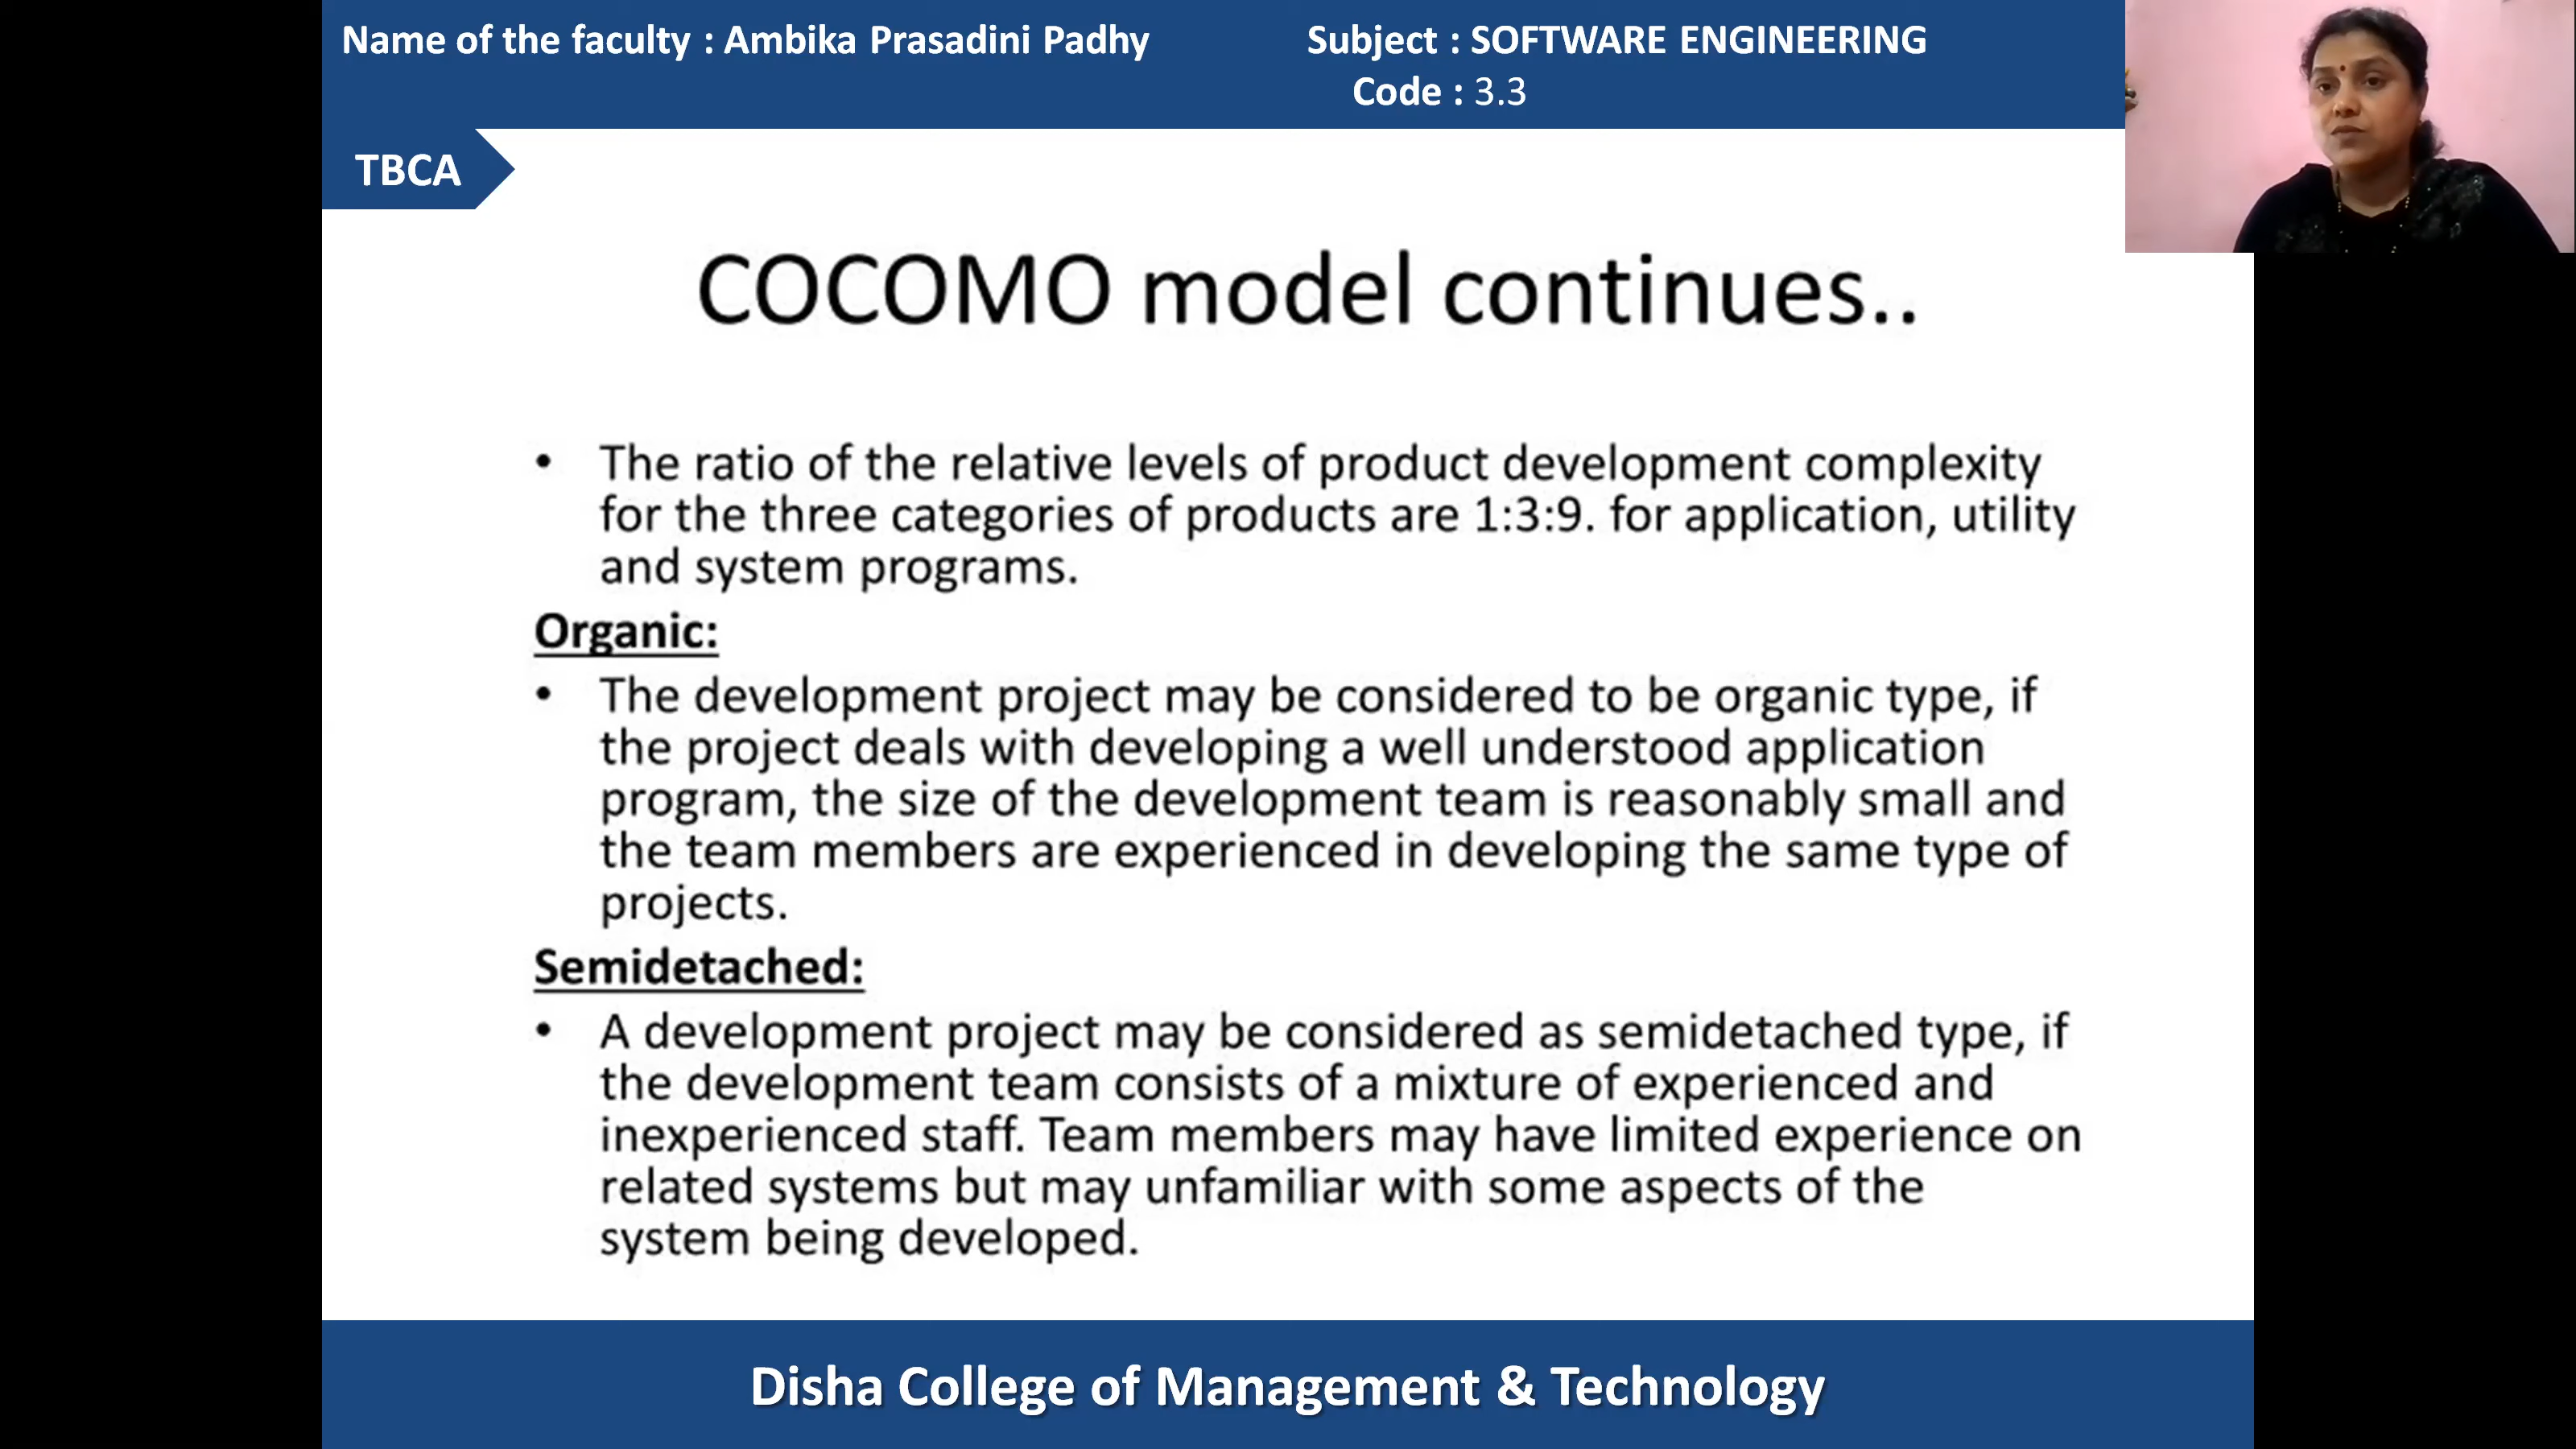 Name of the faculty : Ambika Prasadini Padhy
Subject : SOFTWARE ENGINEERING
Code : 3.3
TBCA
COCOMO model continues..
• The ratio of the relative levels of product development complexity
for the three categories of products are 1:3:9. for application, utility
and system programs.
Organic:
• The development project may be considered to be organic type, if
the project deals with developing a well understood application
program, the size of the development team is reasonably small and
the team members are experienced in developing the same type of
projects.
Semidetached:
• A development project may be considered as semidetached type, if
the development team consists of a mixture of experienced and
inexperienced staff. Team members may have limited experience on
related systems but may unfamiliar with some aspects of the
system being developed.
Disha College of Management & Technology